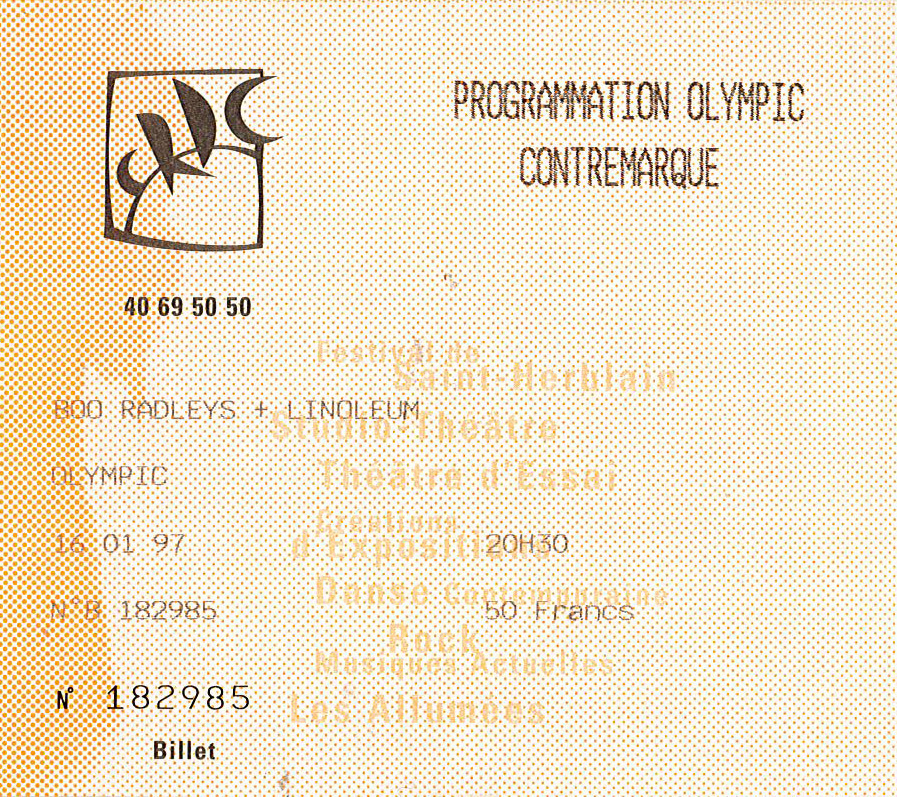 PROGRAMMATION OLYMPIC
CONTREMARQUE
40 69 50 50
Festival de
Saint-Herblain
BOO RADLEYS + LINOLEUM
Studio-Théâtre
OLYMPIC
Théâtre d'Essai
Créations
d'Expositions
16 01 97 20H30
Danse Contemporaine
N°B 182985 50 Francs
Rock
Musiques Actuelles
N° 182985
Les Allumées
Billet